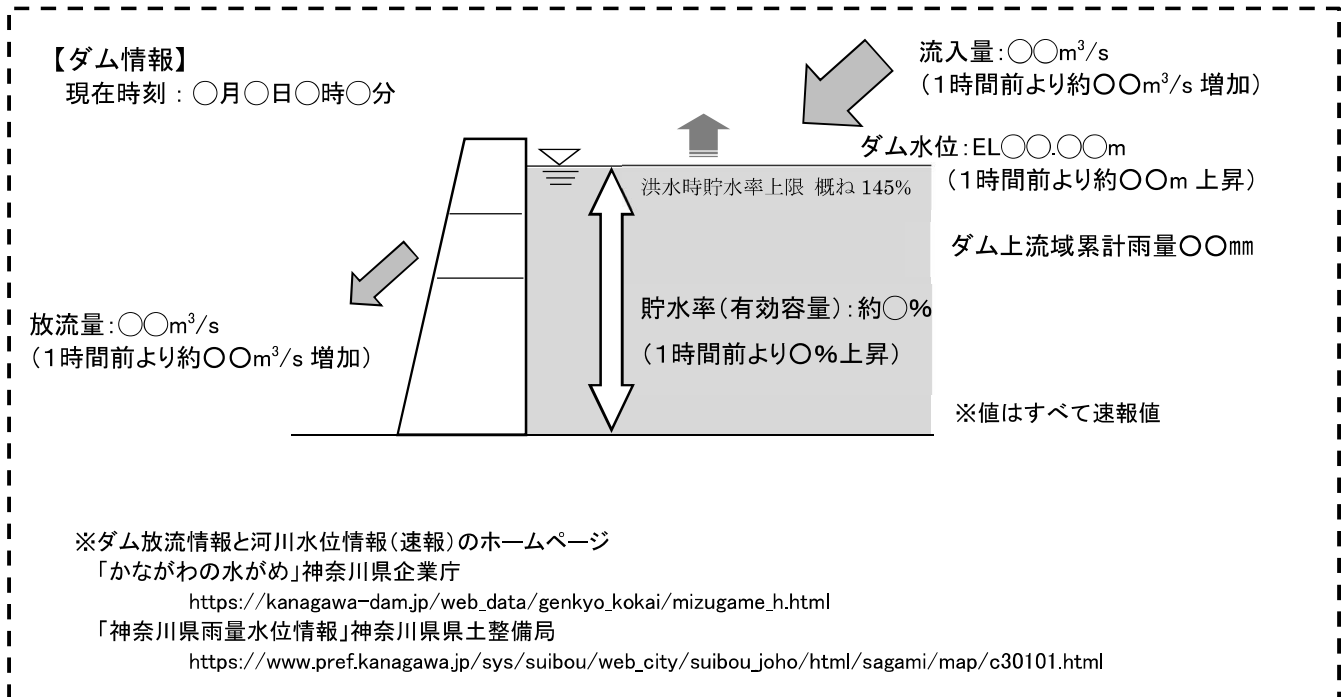 【ダム情報】
現在時刻：○月○日○時○分
流入量：○○m³/s
（１時間前より約○○m³/s 増加）
ダム水位：EL○○.○○m
（１時間前より約○○m 上昇）
洪水時貯水率上限 概ね 145%
ダム上流域累計雨量○○㎜
貯水率（有効容量）：約○%
（１時間前より○%上昇）
放流量：○○m³/s
（１時間前より約○○m³/s 増加）
※値はすべて速報値
※ダム放流情報と河川水位情報（速報）のホームページ
「かながわの水がめ」神奈川県企業庁
https://kanagawa-dam.jp/web_data/genkyo_kokai/mizugame_h.html
「神奈川県雨量水位情報」神奈川県県土整備局
https://www.pref.kanagawa.jp/sys/suibou/web_city/suibou_joho/html/sagami/map/c30101.html